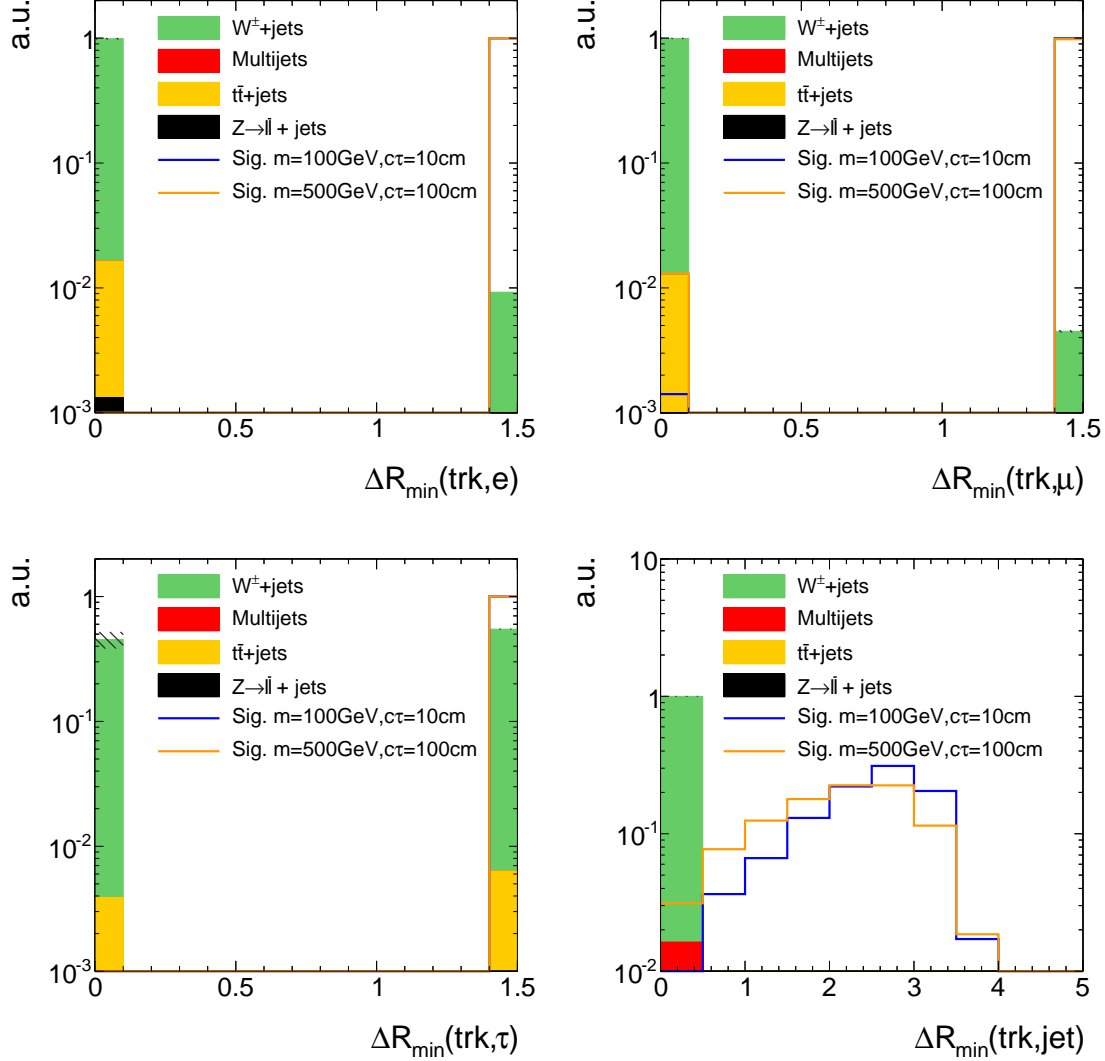 a.u.
1
10⁻¹
10⁻²
10⁻³
W±+jets
Multijets
tt̄+jets
Z→ll̄ + jets
Sig. m=100GeV,cτ=10cm
Sig. m=500GeV,cτ=100cm
0 0.5 1 1.5
ΔRmin(trk,e)
a.u.
1
10⁻¹
10⁻²
10⁻³
W±+jets
Multijets
tt̄+jets
Z→ll̄ + jets
Sig. m=100GeV,cτ=10cm
Sig. m=500GeV,cτ=100cm
0 0.5 1 1.5
ΔRmin(trk,μ)
a.u.
1
10⁻¹
10⁻²
10⁻³
W±+jets
Multijets
tt̄+jets
Z→ll̄ + jets
Sig. m=100GeV,cτ=10cm
Sig. m=500GeV,cτ=100cm
0 0.5 1 1.5
ΔRmin(trk,τ)
a.u.
10
1
10⁻¹
10⁻²
W±+jets
Multijets
tt̄+jets
Z→ll̄ + jets
Sig. m=100GeV,cτ=10cm
Sig. m=500GeV,cτ=100cm
0 1 2 3 4 5
ΔRmin(trk,jet)